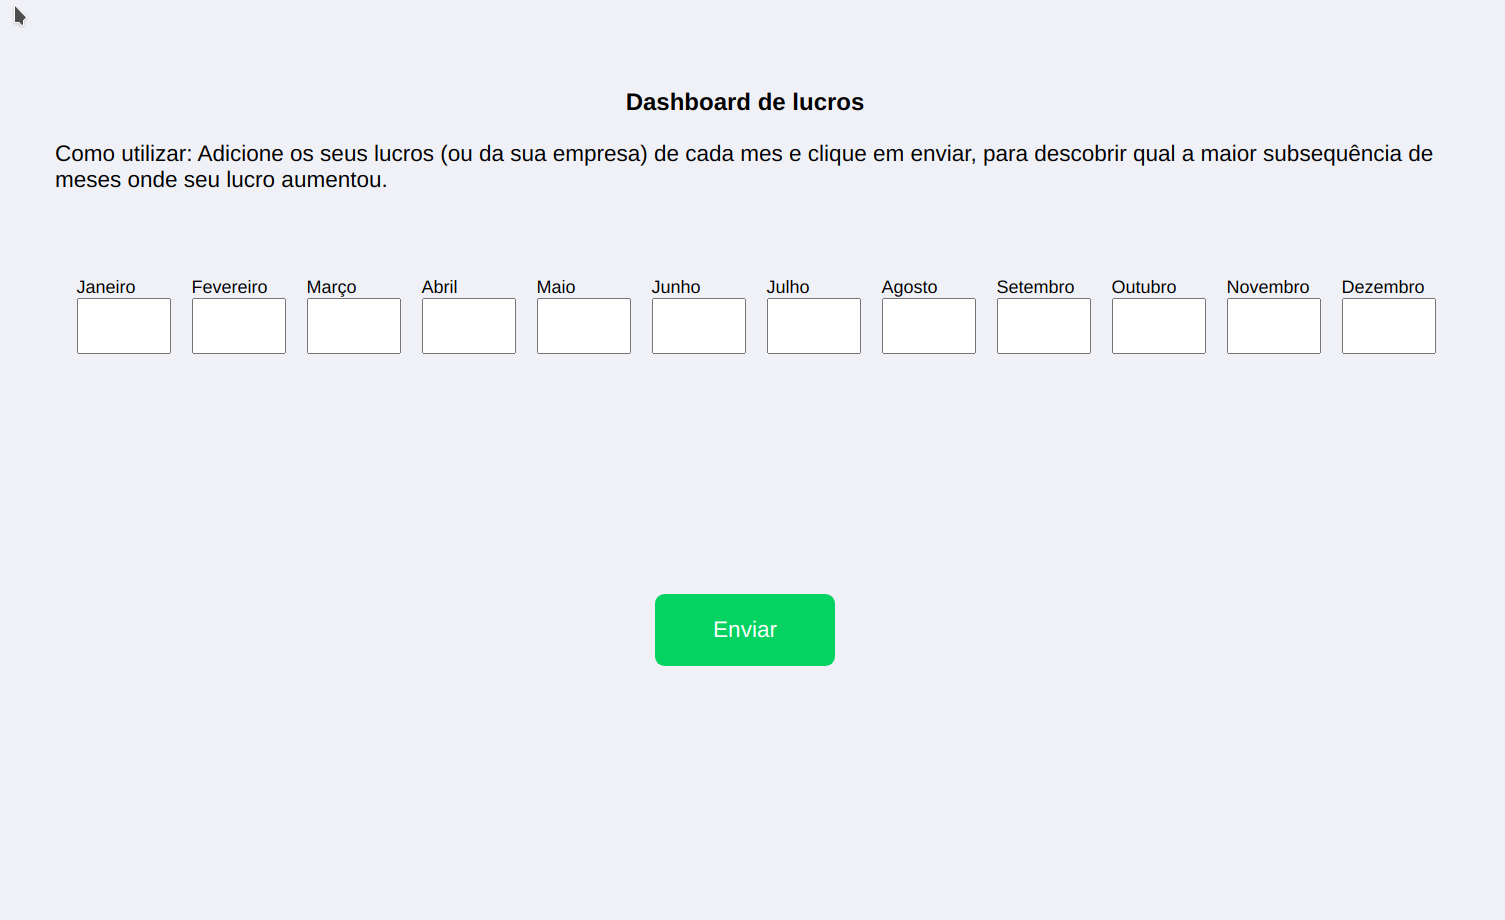 Dashboard de lucros
Como utilizar: Adicione os seus lucros (ou da sua empresa) de cada mes e clique em enviar, para descobrir qual a maior subsequência de
meses onde seu lucro aumentou.
Janeiro Fevereiro Março Abril Maio Junho Julho Agosto Setembro Outubro Novembro Dezembro
Enviar